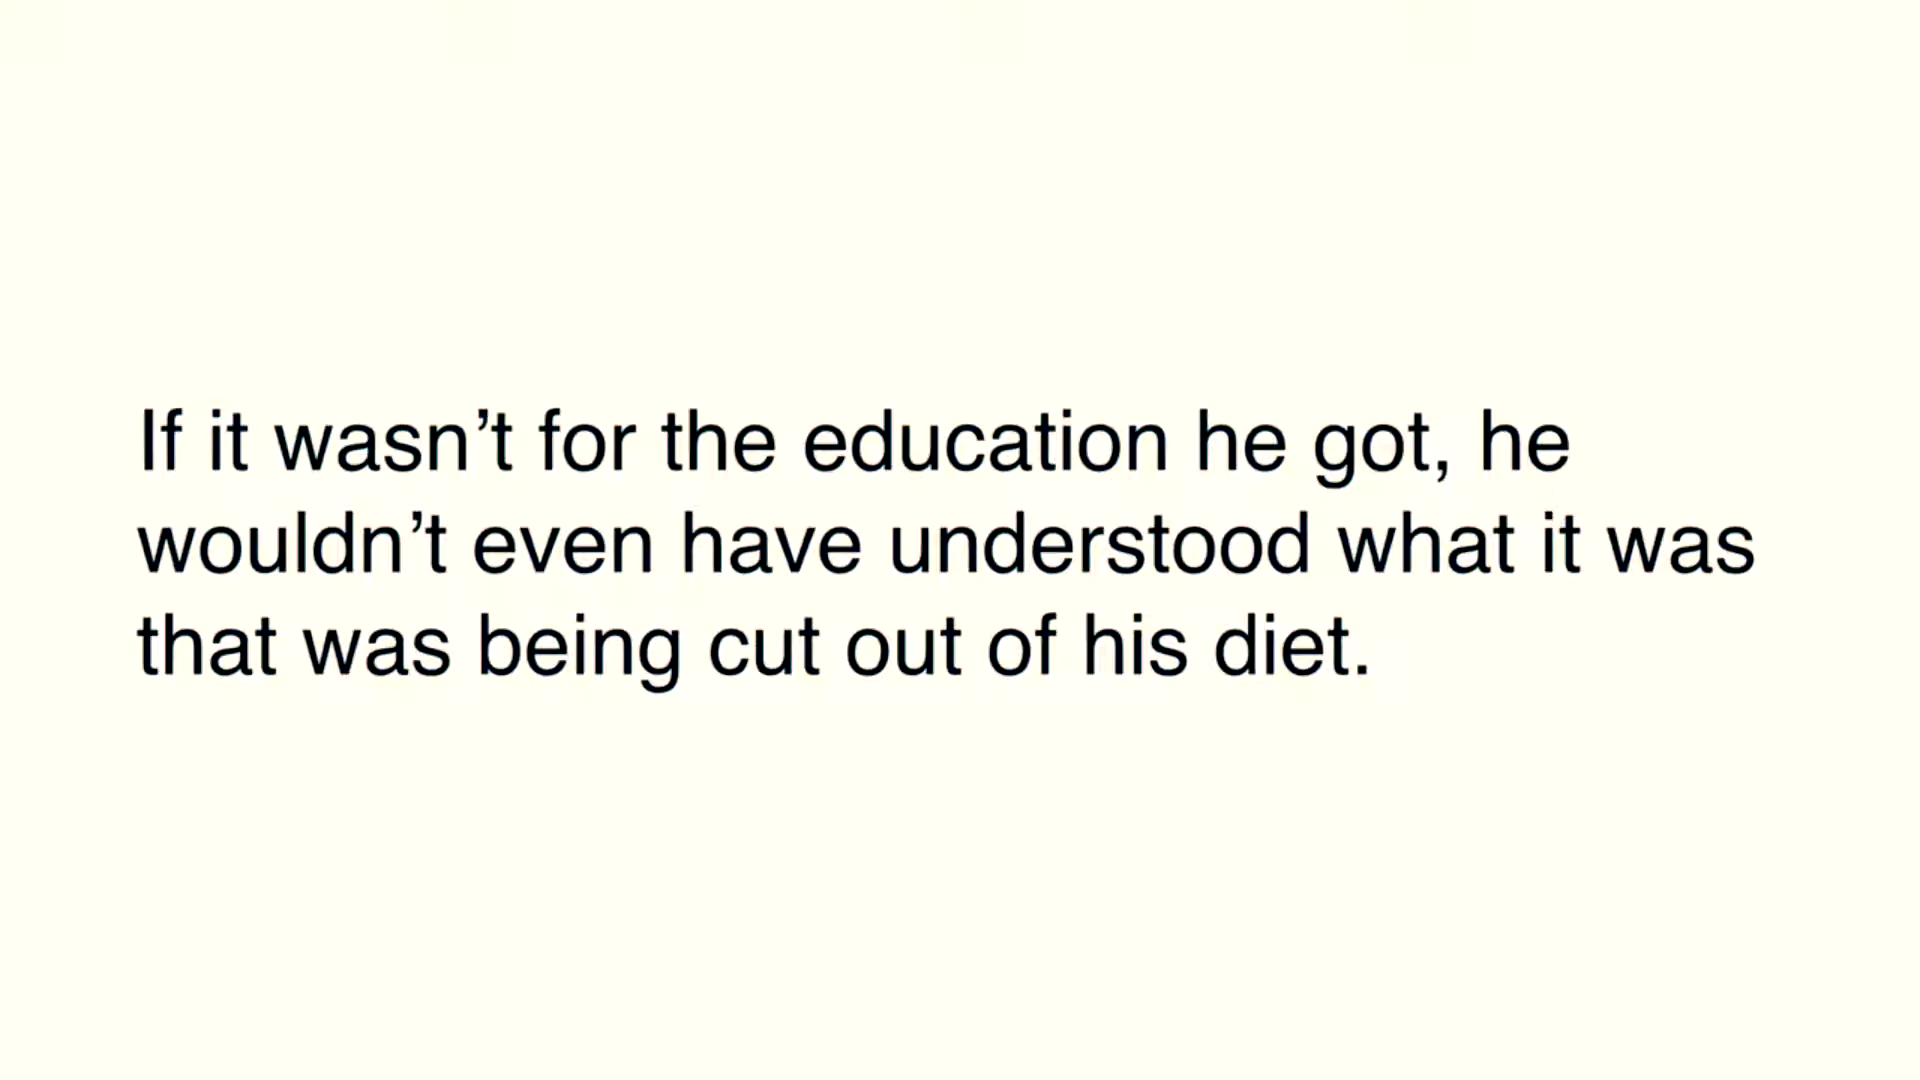 If it wasn’t for the education he got, he
wouldn’t even have understood what it was
that was being cut out of his diet.